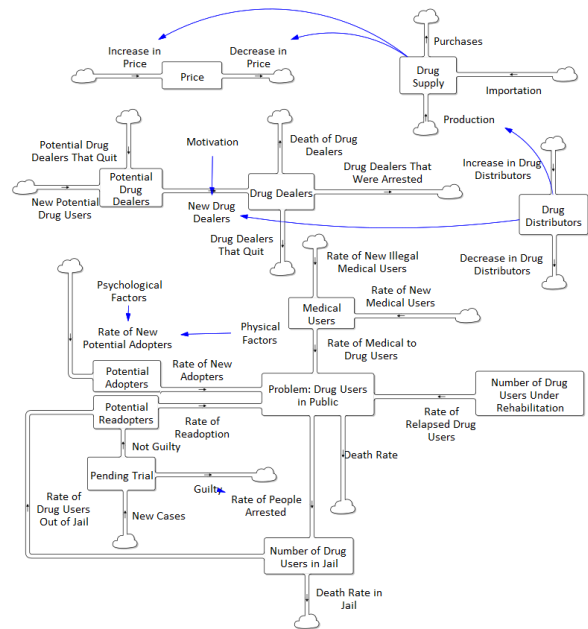 Purchases
Increase in
Price
Decrease in
Price
Price
Drug
Supply
Importation
Production
Potential Drug
Dealers That Quit
Motivation
Death of Drug
Dealers
Drug Dealers That
Were Arrested
Increase in Drug
Distributors
Potential
Drug
Dealers
Drug Dealers
New Potential
Drug Users
New Drug
Dealers
Drug
Distributors
Drug Dealers
That Quit
Decrease in Drug
Distributors
Rate of New Illegal
Medical Users
Psychological
Factors
Rate of New
Medical Users
Medical
Users
Rate of New
Potential Adopters
Physical
Factors
Rate of Medical to
Drug Users
Potential
Adopters
Rate of New
Adopters
Problem: Drug Users
in Public
Number of Drug
Users Under
Rehabilitation
Potential
Readopters
Rate of
Readoption
Rate of
Relapsed Drug
Users
Not Guilty
Death Rate
Pending Trial
Guilty
Rate of People
Arrested
Rate of
Drug Users
Out of Jail
New Cases
Number of Drug
Users in Jail
Death Rate in
Jail